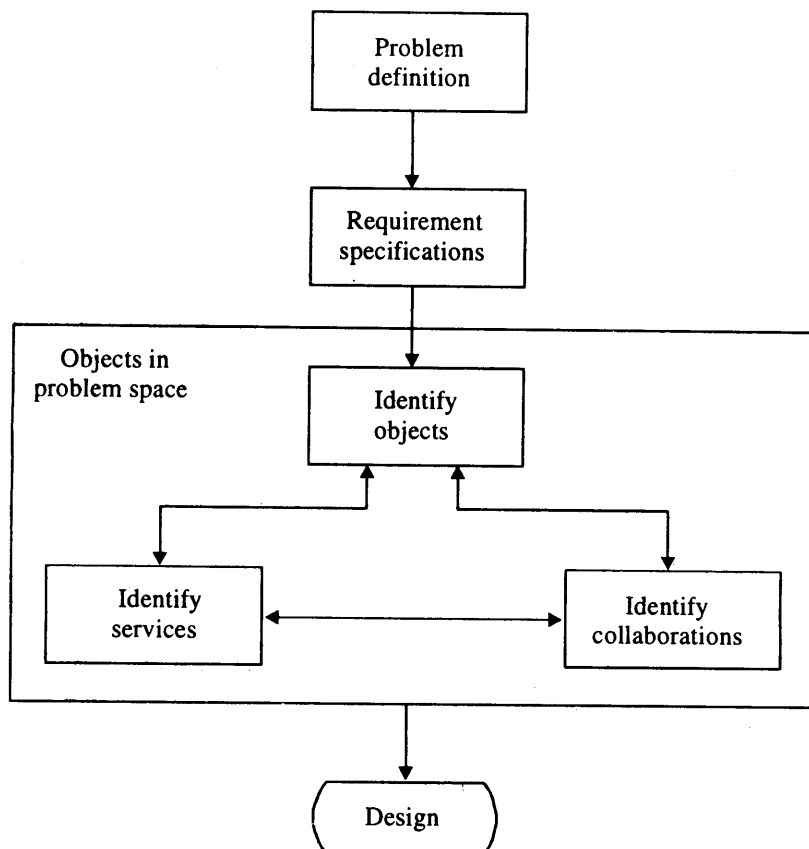 Problem
definition
Requirement
specifications
Objects in
problem space
Identify
objects
Identify
services
Identify
collaborations
Design